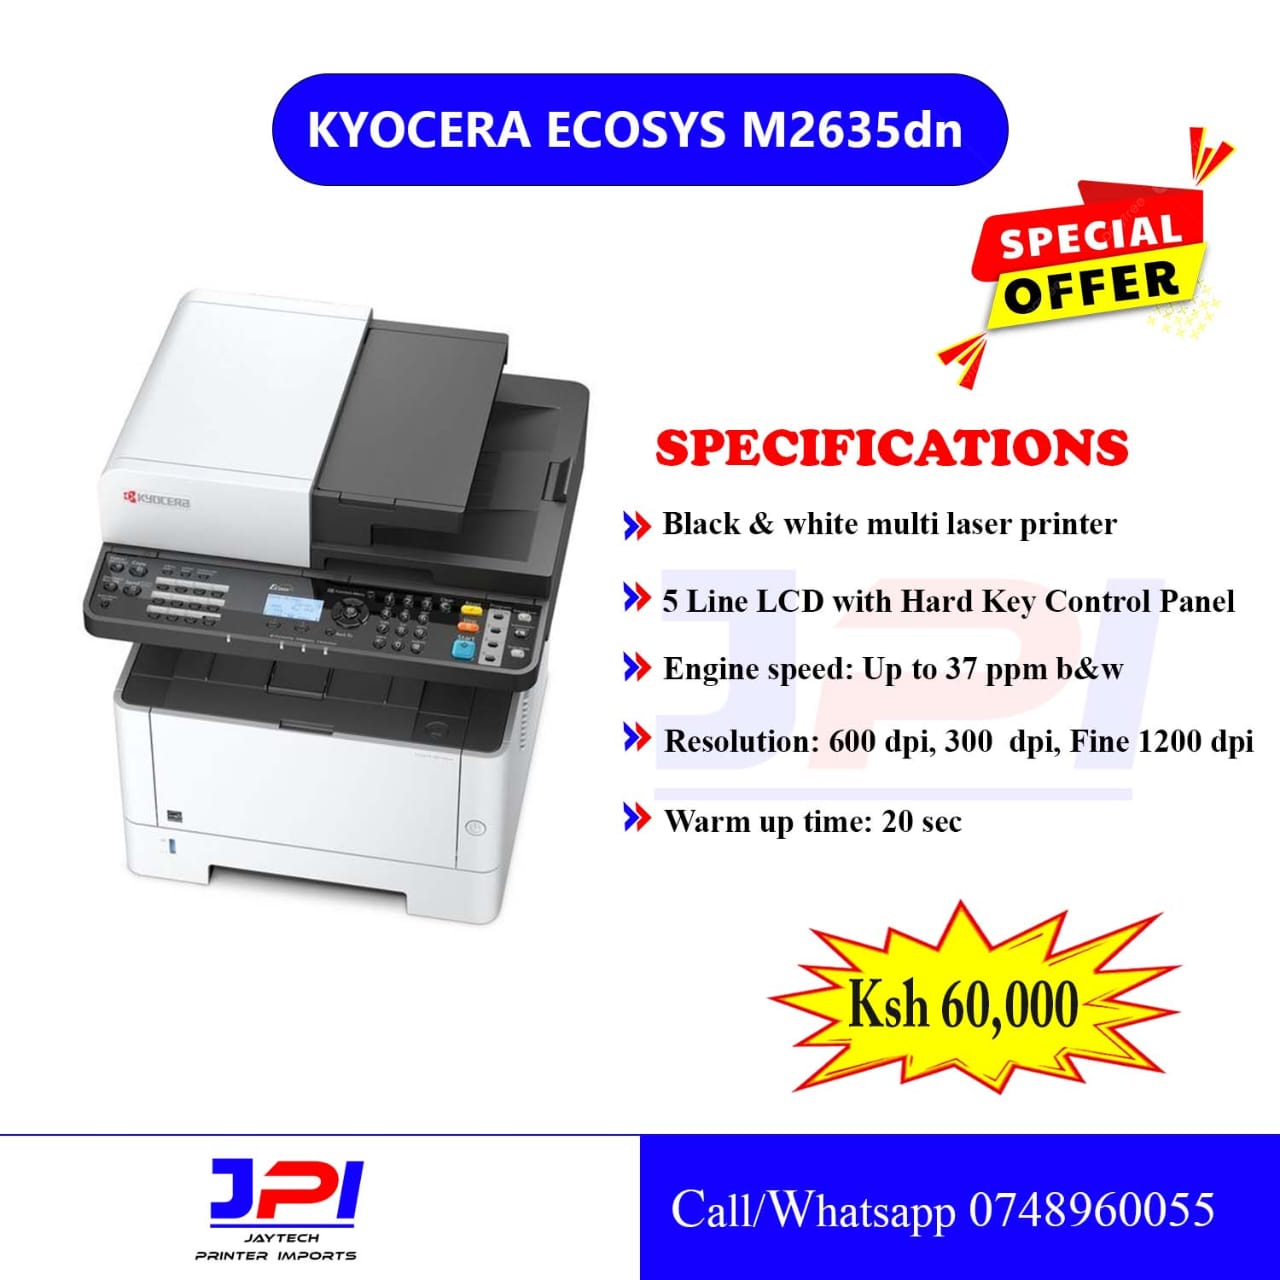 KYOCERA ECOSYS M2635dn
SPECIAL
OFFER
KYOCERA
SPECIFICATIONS
Black & white multi laser printer
5 Line LCD with Hard Key Control Panel
Engine speed: Up to 37 ppm b&w
Resolution: 600 dpi, 300 dpi, Fine 1200 dpi
Warm up time: 20 sec
JPI
Start
Ksh 60,000
JPI
JAYTECH
PRINTER IMPORTS
Call/Whatsapp 0748960055